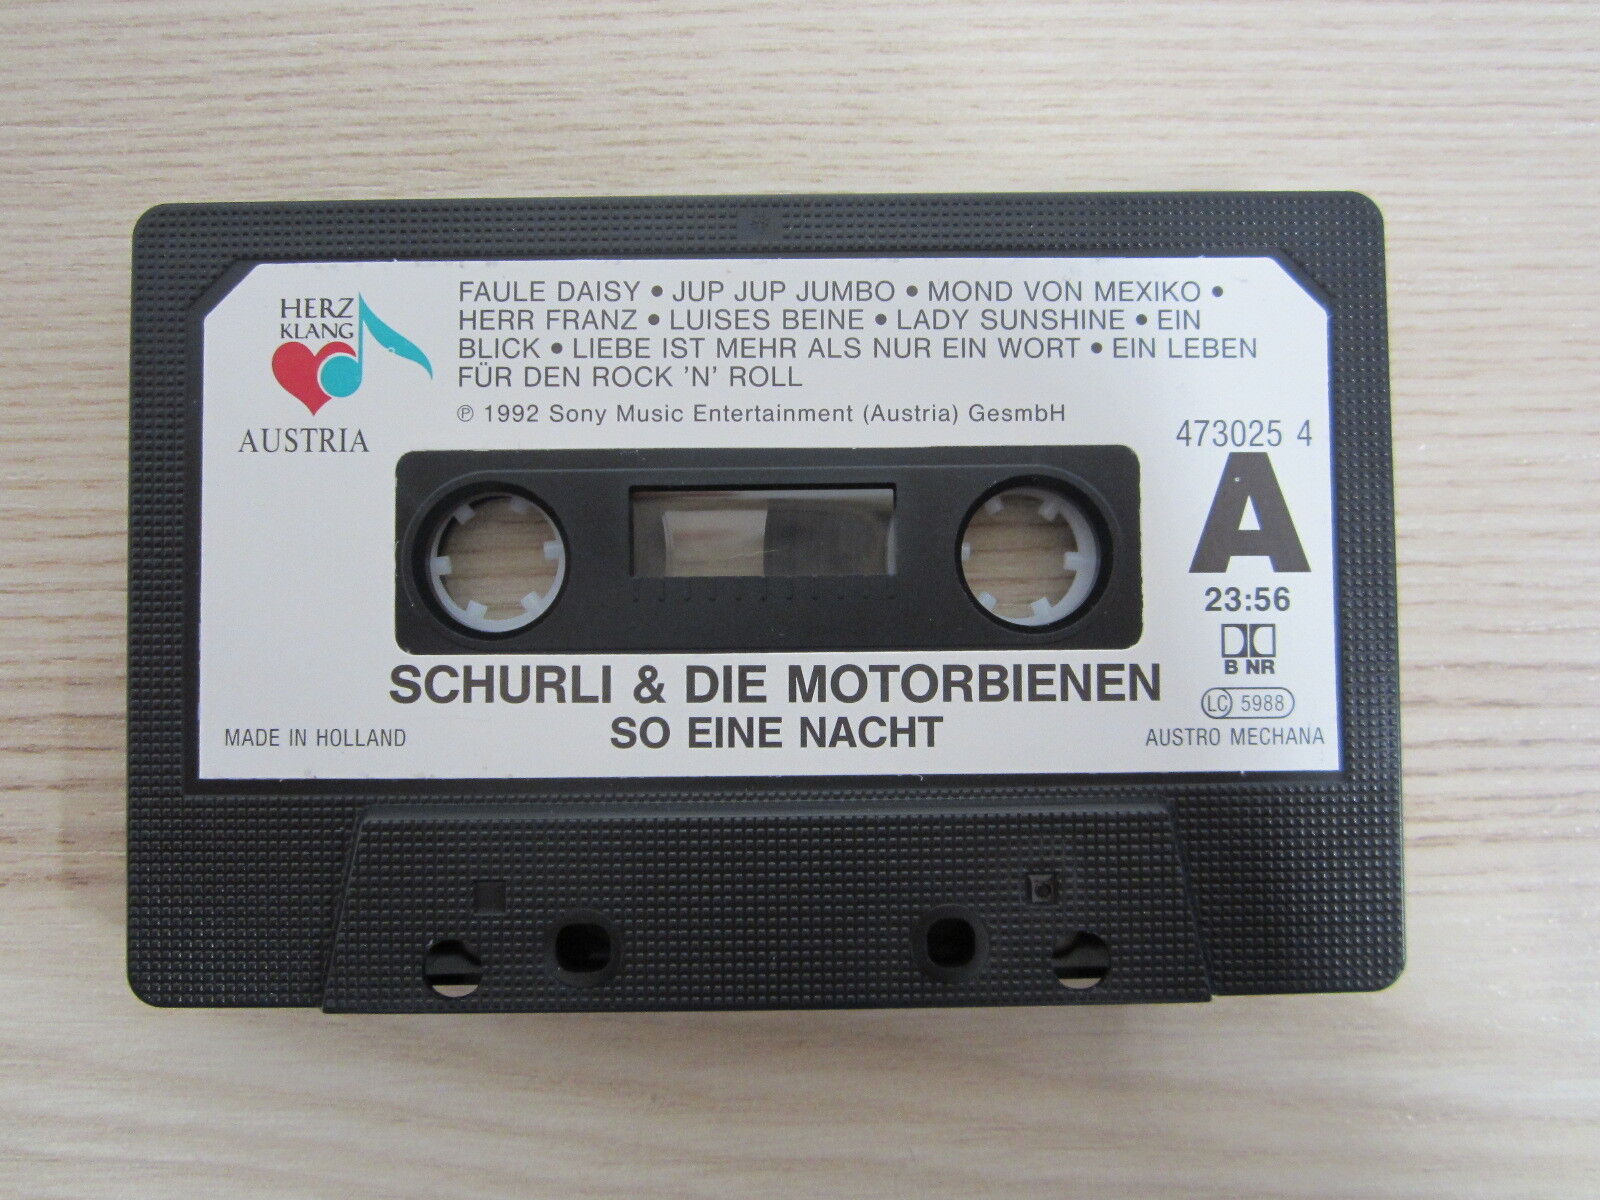 HERZ
KLANG
AUSTRIA
FAULE DAISY • JUP JUP JUMBO • MOND VON MEXIKO •
HERR FRANZ • LUISES BEINE • LADY SUNSHINE • EIN
BLICK • LIEBE IST MEHR ALS NUR EIN WORT • EIN LEBEN
FÜR DEN ROCK 'N' ROLL
℗ 1992 Sony Music Entertainment (Austria) GesmbH
473025 4
A
23:56
B NR
LC 5988
SCHURLI & DIE MOTORBIENEN
SO EINE NACHT
MADE IN HOLLAND
AUSTRO MECHANA